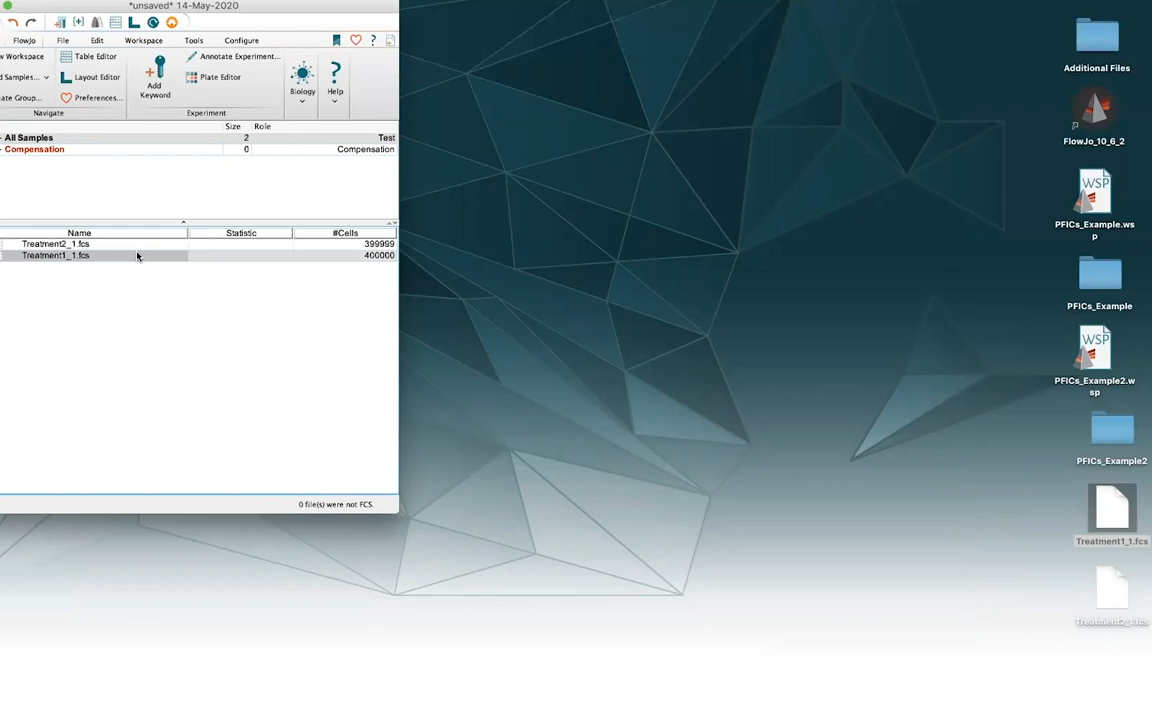 *unsaved* 14-May-2020
FlowJo File Edit Workspace Tools Configure
w Workspace Table Editor
d Samples... Layout Editor
ate Group... Preferences...
Navigate
Add
Keyword
Annotate Experiment...
Plate Editor
Experiment
Biology
Help
Size Role
All Samples 2 Test
Compensation 0 Compensation
Name Statistic #Cells
Treatment2_1.fcs 399999
Treatment1_1.fcs 400000
0 file(s) were not FCS.
Additional Files
FlowJo_10_6_2
WSP
PFICs_Example.ws
p
PFICs_Example
WSP
PFICs_Example2.w
sp
PFICs_Example2
Treatment1_1.fcs
Treatment2_1.fcs